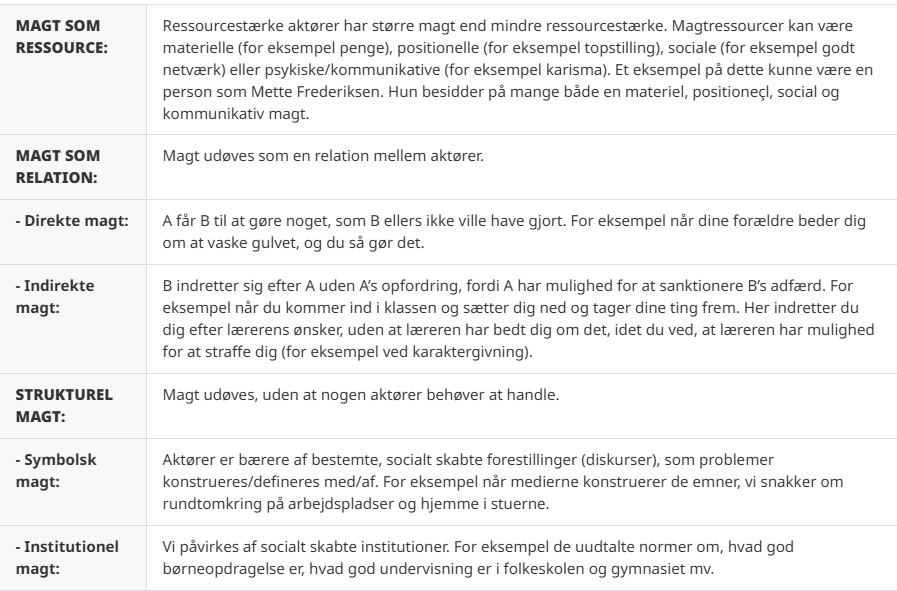 MAGT SOM
RESSOURCE:
Ressourcestærke aktører har større magt end mindre ressourcestærke. Magtressourcer kan være
materielle (for eksempel penge), positionelle (for eksempel topstilling), sociale (for eksempel godt
netværk) eller psykiske/kommunikative (for eksempel karisma). Et eksempel på dette kunne være en
person som Mette Frederiksen. Hun besidder på mange både en materiel, positioneçl, social og
kommunikativ magt.
MAGT SOM
RELATION:
Magt udøves som en relation mellem aktører.
- Direkte magt:
A får B til at gøre noget, som B ellers ikke ville have gjort. For eksempel når dine forældre beder dig
om at vaske gulvet, og du så gør det.
- Indirekte
magt:
B indretter sig efter A uden A’s opfordring, fordi A har mulighed for at sanktionere B’s adfærd. For
eksempel når du kommer ind i klassen og sætter dig ned og tager dine ting frem. Her indretter du
dig efter lærerens ønsker, uden at læreren har bedt dig om det, idet du ved, at læreren har mulighed
for at straffe dig (for eksempel ved karaktergivning).
STRUKTUREL
MAGT:
Magt udøves, uden at nogen aktører behøver at handle.
- Symbolsk
magt:
Aktører er bærere af bestemte, socialt skabte forestillinger (diskurser), som problemer
konstrueres/defineres med/af. For eksempel når medierne konstruerer de emner, vi snakker om
rundtomkring på arbejdspladser og hjemme i stuerne.
- Institutionel
magt:
Vi påvirkes af socialt skabte institutioner. For eksempel de uudtalte normer om, hvad god
børneopdragelse er, hvad god undervisning er i folkeskolen og gymnasiet mv.